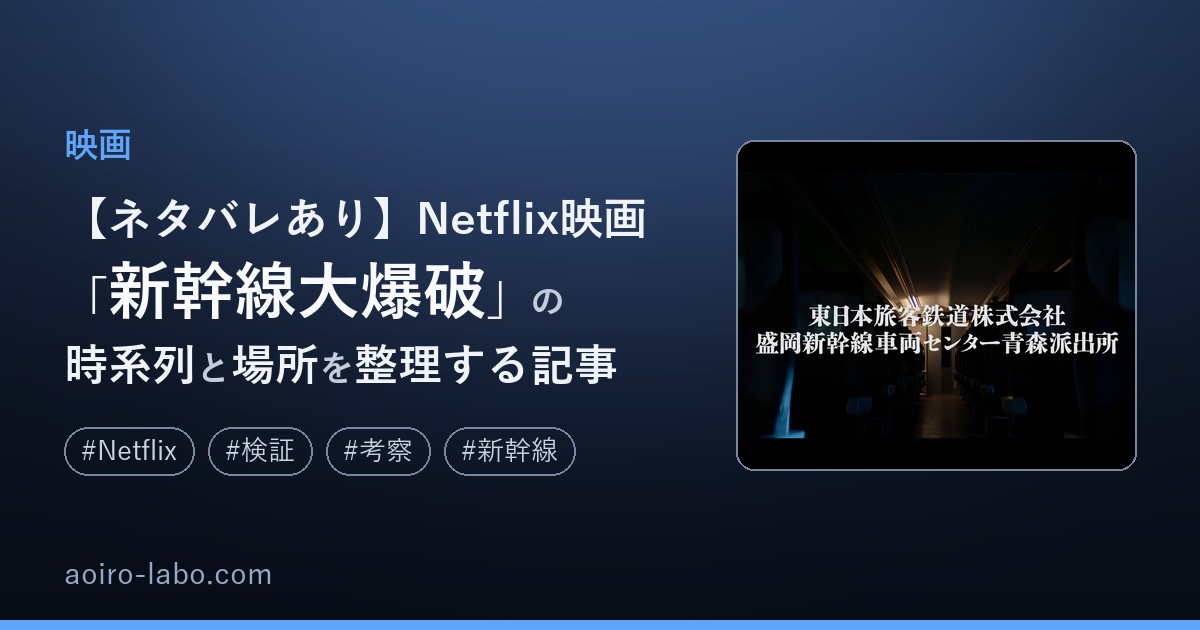 映画
【ネタバレあり】Netflix映画
「新幹線大爆破」の
時系列と場所を整理する記事
#Netflix #検証 #考察 #新幹線
aoiro-labo.com
東日本旅客鉄道株式会社
盛岡新幹線車両センター青森派出所